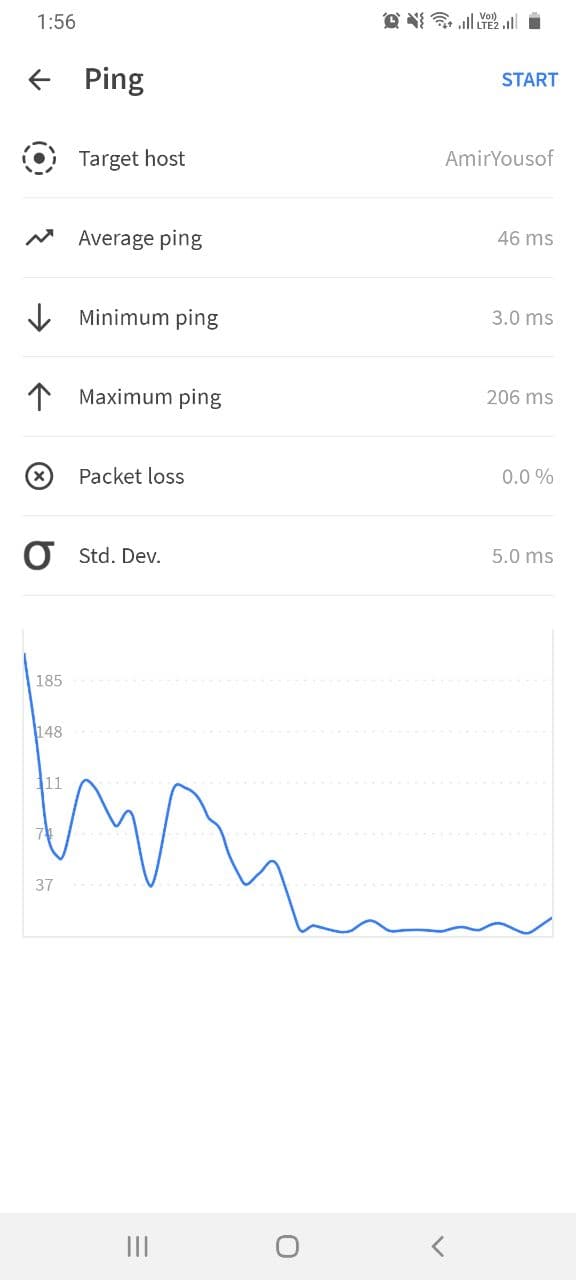 1:56
Vo))
LTE2
Ping
START
Target host
AmirYousof
Average ping
46 ms
Minimum ping
3.0 ms
Maximum ping
206 ms
Packet loss
0.0 %
σ
Std. Dev.
5.0 ms
185
148
111
74
37